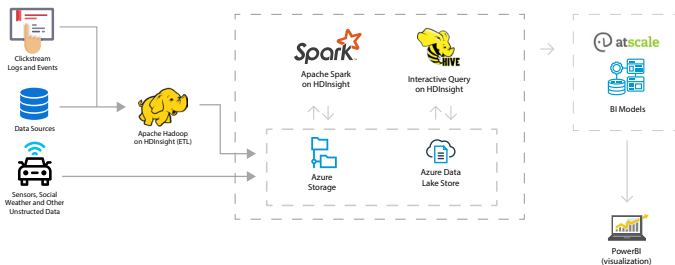 Clickstream
Logs and Events
Data Sources
Sensors, Social
Weather and Other
Unstructed Data
Apache Hadoop
on HDInsight (ETL)
Spark
Apache Spark
on HDInsight
HIVE
Interactive Query
on HDInsight
Azure
Storage
Azure Data
Lake Store
atscale
BI Models
PowerBI
(visualization)